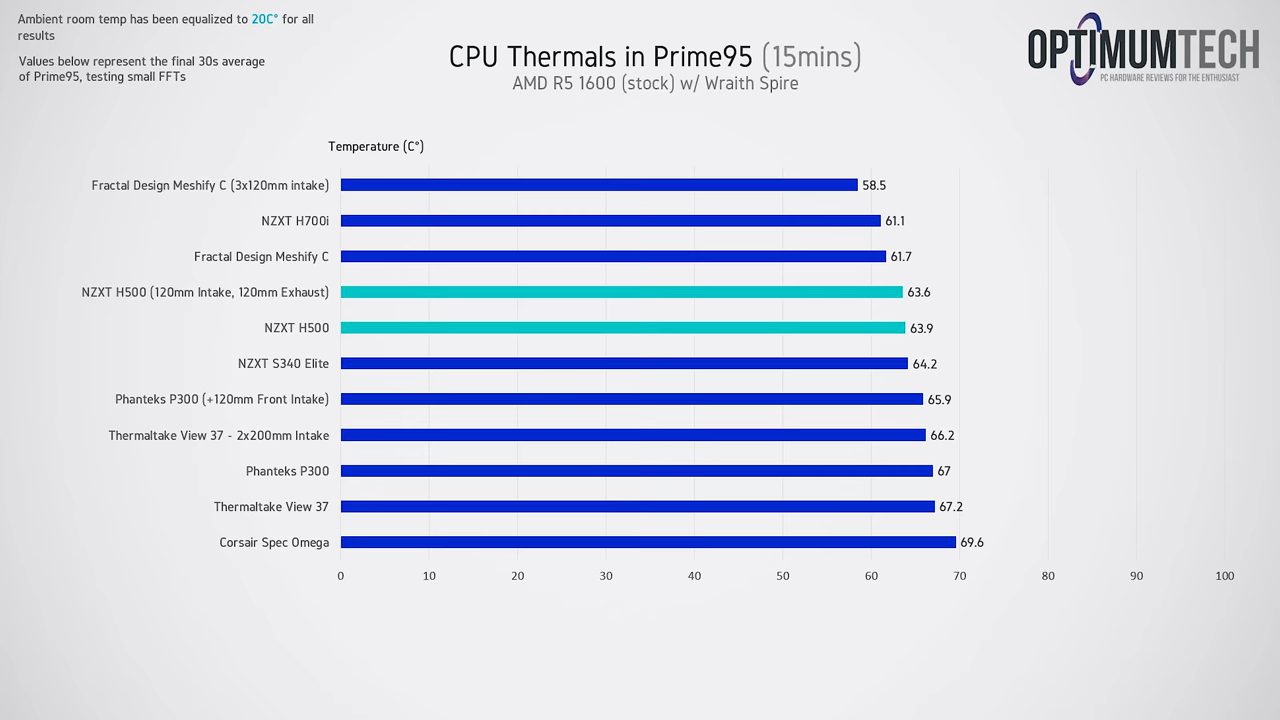 Ambient room temp has been equalized to 20C° for all
results
Values below represent the final 30s average
of Prime95, testing small FFTs
CPU Thermals in Prime95 (15mins)
AMD R5 1600 (stock) w/ Wraith Spire
OPTIMUMTECH
PC HARDWARE REVIEWS FOR THE ENTHUSIAST
Temperature (C°)
Fractal Design Meshify C (3x120mm intake) 58.5
NZXT H700i 61.1
Fractal Design Meshify C 61.7
NZXT H500 (120mm Intake, 120mm Exhaust) 63.6
NZXT H500 63.9
NZXT S340 Elite 64.2
Phanteks P300 (+120mm Front Intake) 65.9
Thermaltake View 37 - 2x200mm Intake 66.2
Phanteks P300 67
Thermaltake View 37 67.2
Corsair Spec Omega 69.6
0 10 20 30 40 50 60 70 80 90 100